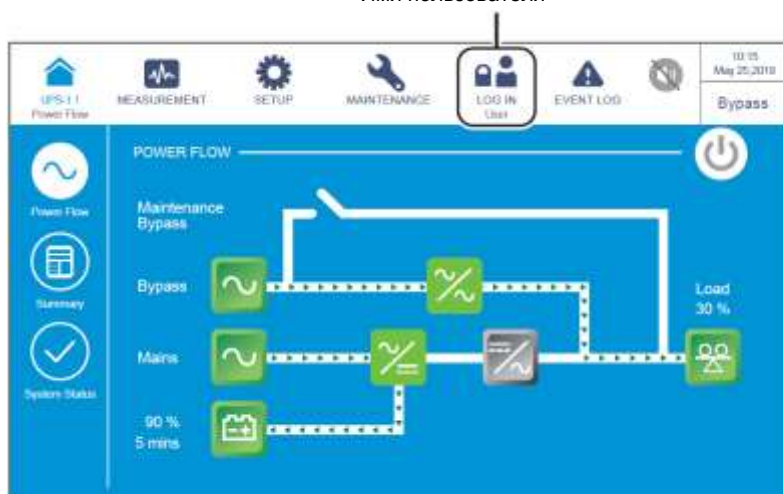 10:15
May 25,2018
UPS-1.1
Power Flow
MEASUREMENT
SETUP
MAINTENANCE
LOG IN
User
EVENT LOG
Bypass
POWER FLOW
Power Flow
Maintenance
Bypass
Bypass
Summary
Load
30 %
Mains
System Status
90 %
5 mins